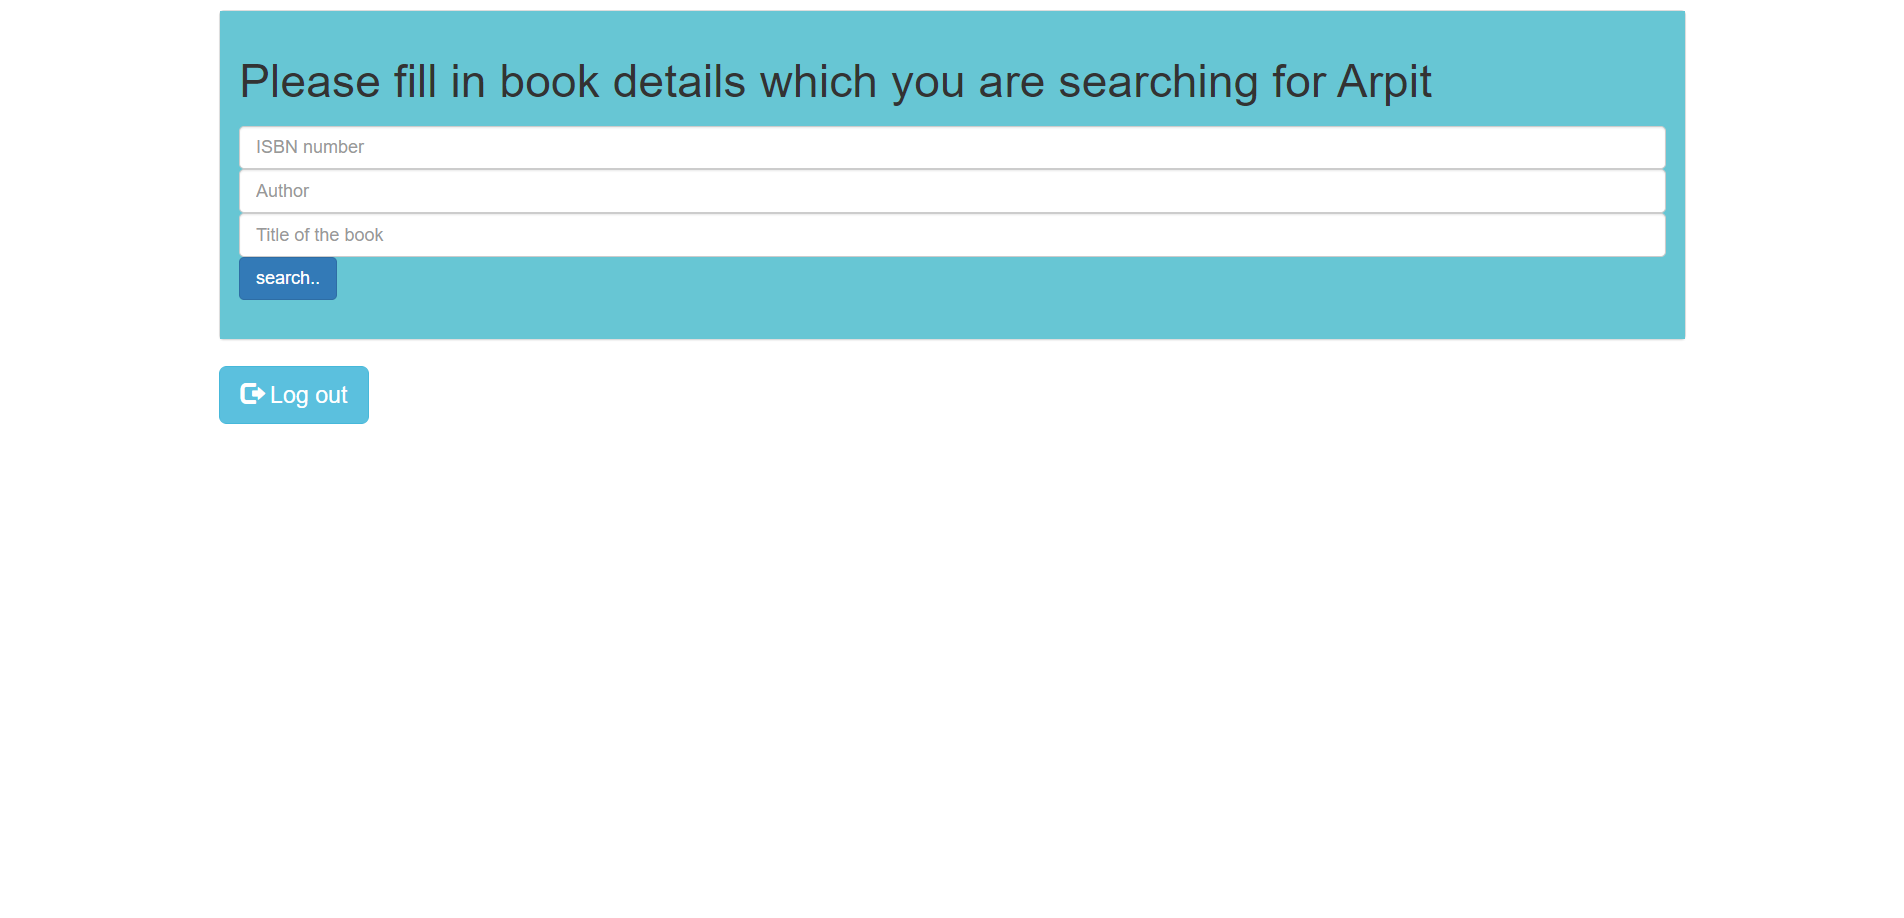 Please fill in book details which you are searching for Arpit
ISBN number
Author
Title of the book
search..
Log out